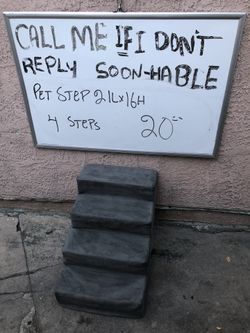 CALL ME IF I DON'T
REPLY SOON-HABLE
PET STEP 21Lx16H
4 STEPS 20